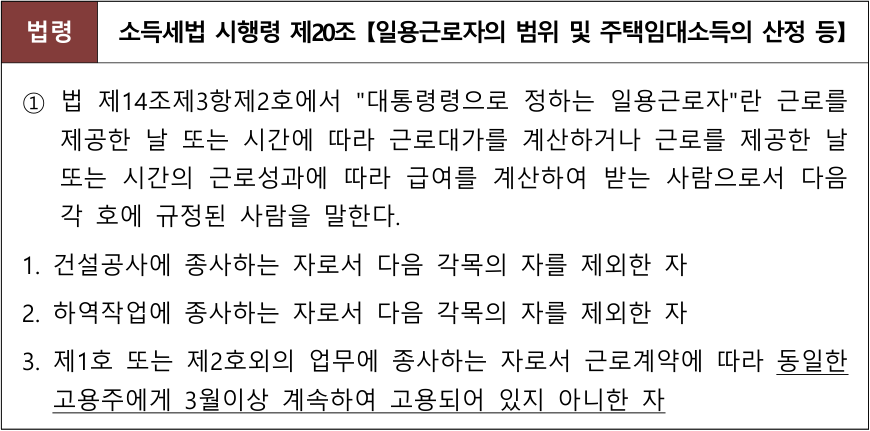 법령
소득세법 시행령 제20조 【일용근로자의 범위 및 주택임대소득의 산정 등】
① 법 제14조제3항제2호에서 "대통령령으로 정하는 일용근로자"란 근로를
제공한 날 또는 시간에 따라 근로대가를 계산하거나 근로를 제공한 날
또는 시간의 근로성과에 따라 급여를 계산하여 받는 사람으로서 다음
각 호에 규정된 사람을 말한다.
1. 건설공사에 종사하는 자로서 다음 각목의 자를 제외한 자
2. 하역작업에 종사하는 자로서 다음 각목의 자를 제외한 자
3. 제1호 또는 제2호외의 업무에 종사하는 자로서 근로계약에 따라 동일한
고용주에게 3월이상 계속하여 고용되어 있지 아니한 자